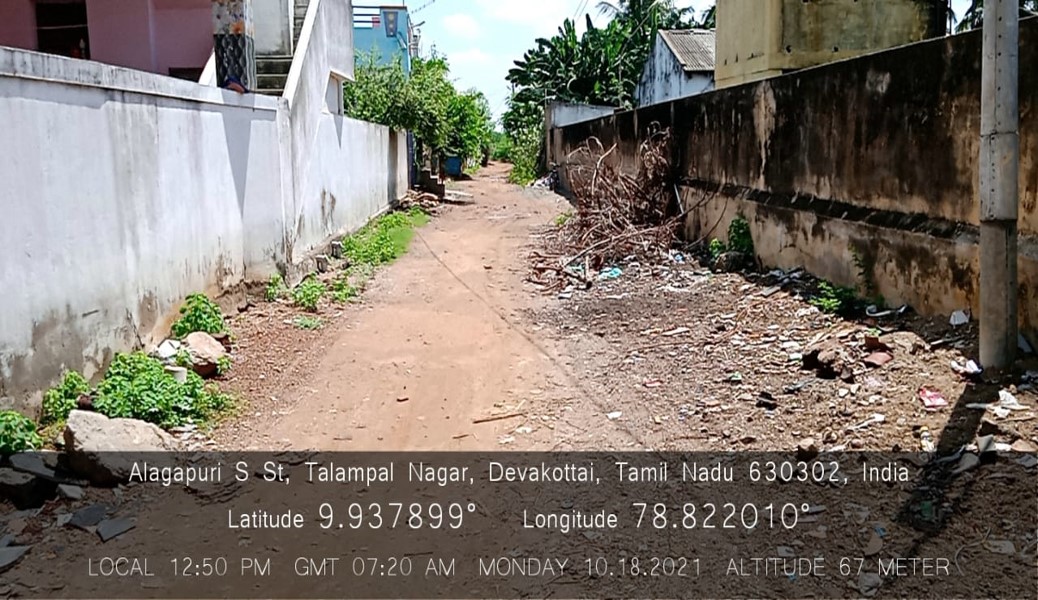 Alagapuri S St, Talampal Nagar, Devakottai, Tamil Nadu 630302, India
Latitude 9.937899° Longitude 78.822010°
LOCAL 12:50 PM GMT 07:20 AM MONDAY 10.18.2021 ALTITUDE 67 METER